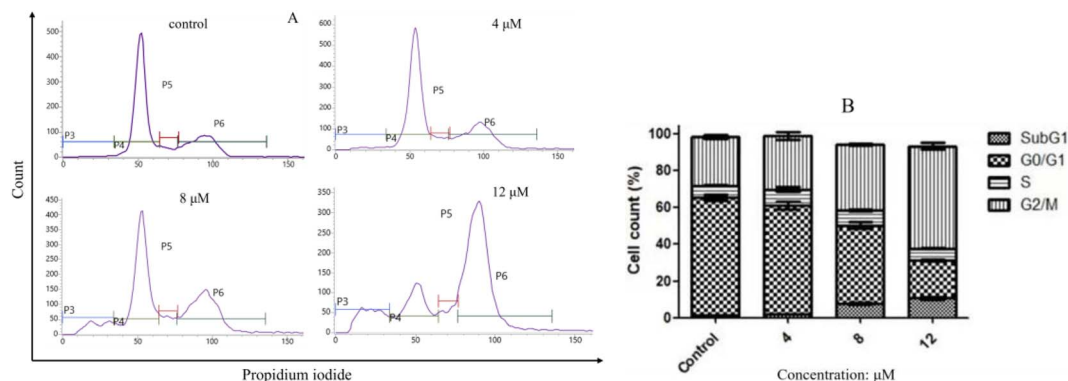 A
control
500
400
300
200
100
0
0
50
100
150
P3
P4
P5
P6
4 μM
600
500
400
300
200
100
0
0
50
100
150
P4
P5
P6
Count
8 μM
450
400
350
300
250
200
150
100
50
0
0
50
100
150
P3
P4
P5
P6
12 μM
350
300
250
200
150
100
50
0
0
50
100
150
P3
P4
P5
P6
Propidium iodide
B
Cell count (%)
100
80
60
40
20
0
Control
4
8
12
Concentration: μM
SubG1
G0/G1
S
G2/M